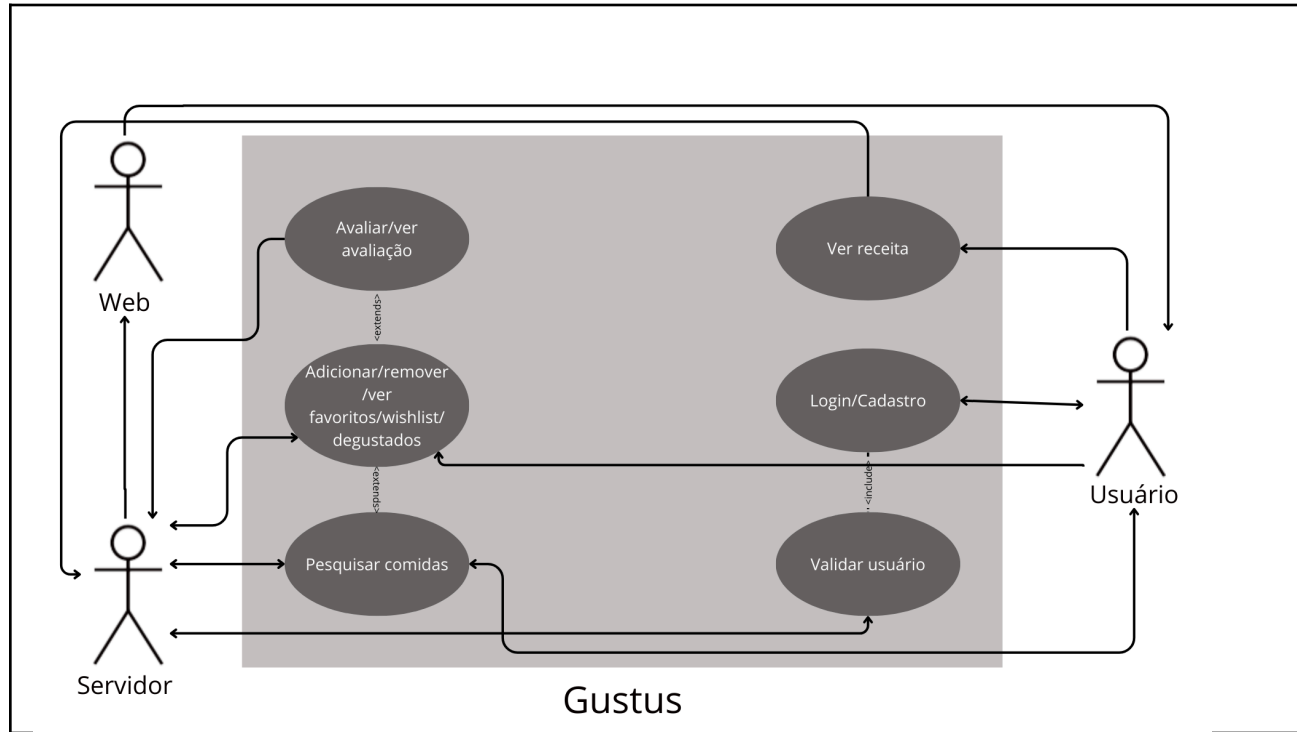 Web
Avaliar/ver
avaliação
Ver receita
<extends>
Adicionar/remover
/ver
favoritos/wishlist/
degustados
Login/Cadastro
Usuário
<extends>
<include>
Pesquisar comidas
Validar usuário
Servidor
Gustus